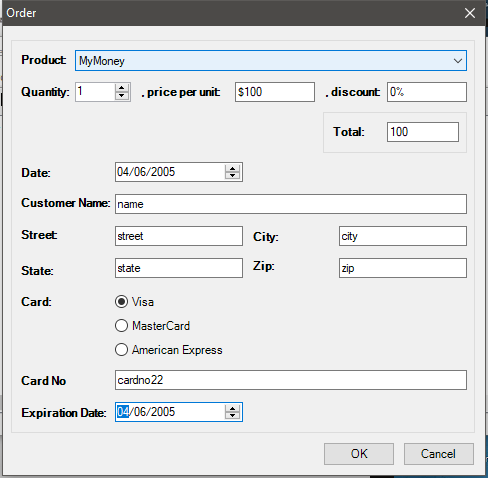 Order
Product: MyMoney
Quantity: 1 , price per unit: $100 , discount: 0%
Total: 100
Date: 04/06/2005
Customer Name: name
Street: street City: city
State: state Zip: zip
Card: Visa
MasterCard
American Express
Card No cardno22
Expiration Date: 04/06/2005
OK Cancel